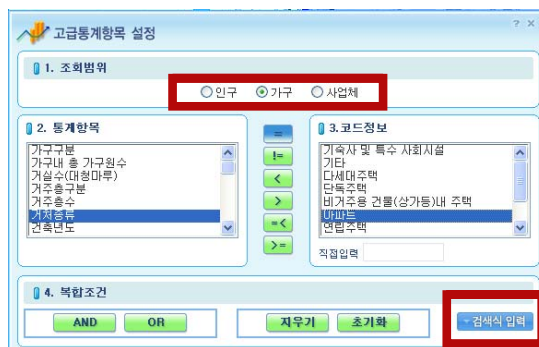 고급통계항목 설정
? ×
1. 조회범위
인구 가구 사업체
2. 통계항목
가구구분
가구내 총 가구원수
거실수(대청마루)
거주층구분
거주층수
거처종류
건축년도
=
!=
<
>
=<
>=
3.코드정보
기숙사 및 특수 사회시설
기타
다세대주택
단독주택
비거주용 건물(상가등)내 주택
아파트
연립주택
직접입력
4. 복합조건
AND OR 지우기 초기화 검색식 입력